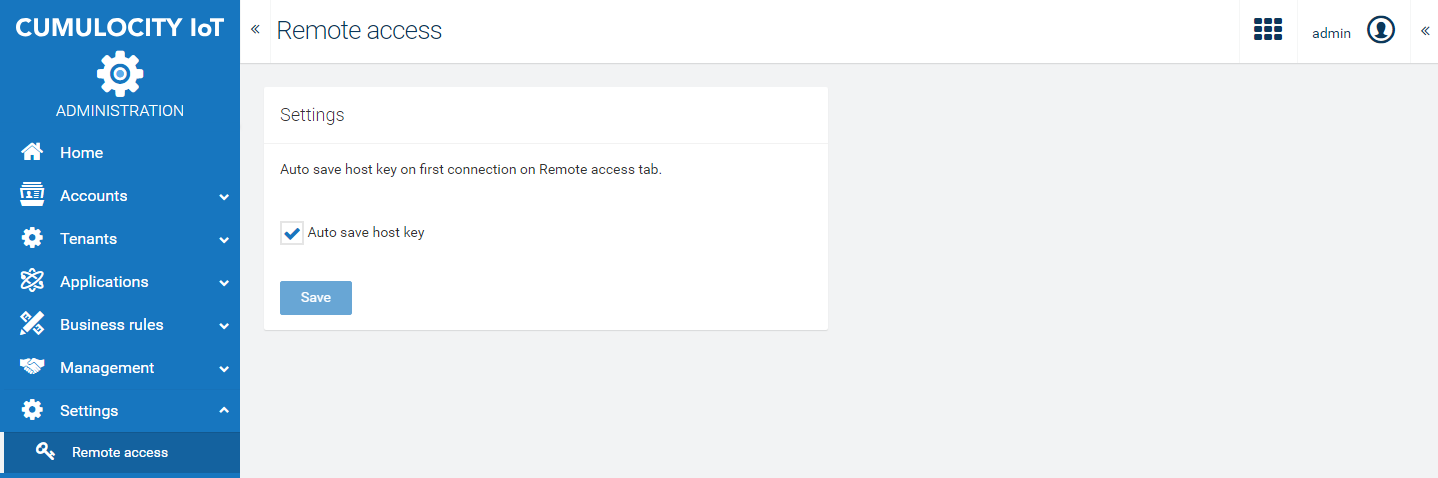 CUMULOCITY IoT
ADMINISTRATION
Home
Accounts
Tenants
Applications
Business rules
Management
Settings
Remote access
Remote access
admin
Settings
Auto save host key on first connection on Remote access tab.
Auto save host key
Save